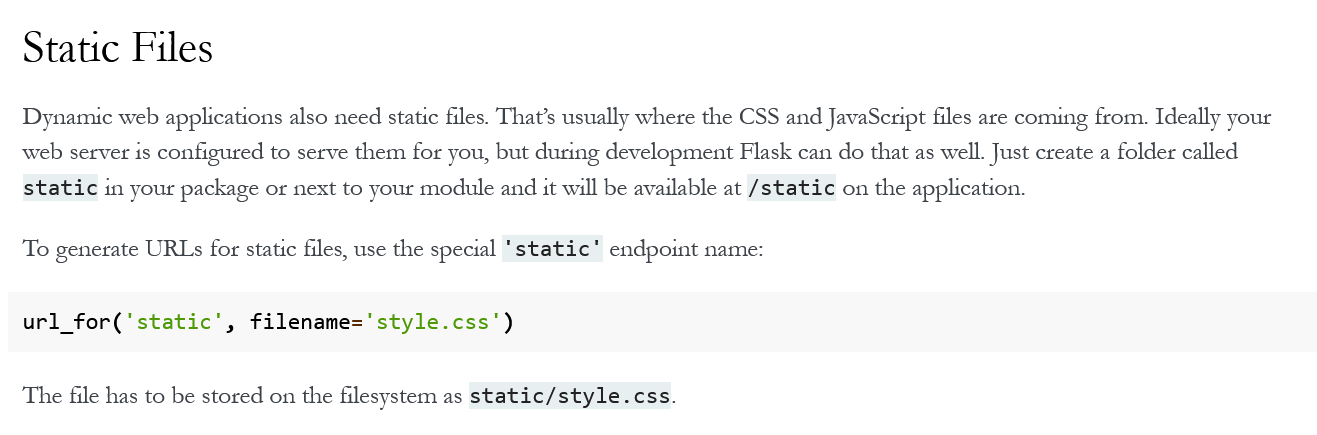 Static Files
Dynamic web applications also need static files. That’s usually where the CSS and JavaScript files are coming from. Ideally your
web server is configured to serve them for you, but during development Flask can do that as well. Just create a folder called
static in your package or next to your module and it will be available at /static on the application.
To generate URLs for static files, use the special 'static' endpoint name:
url_for('static', filename='style.css')
The file has to be stored on the filesystem as static/style.css.